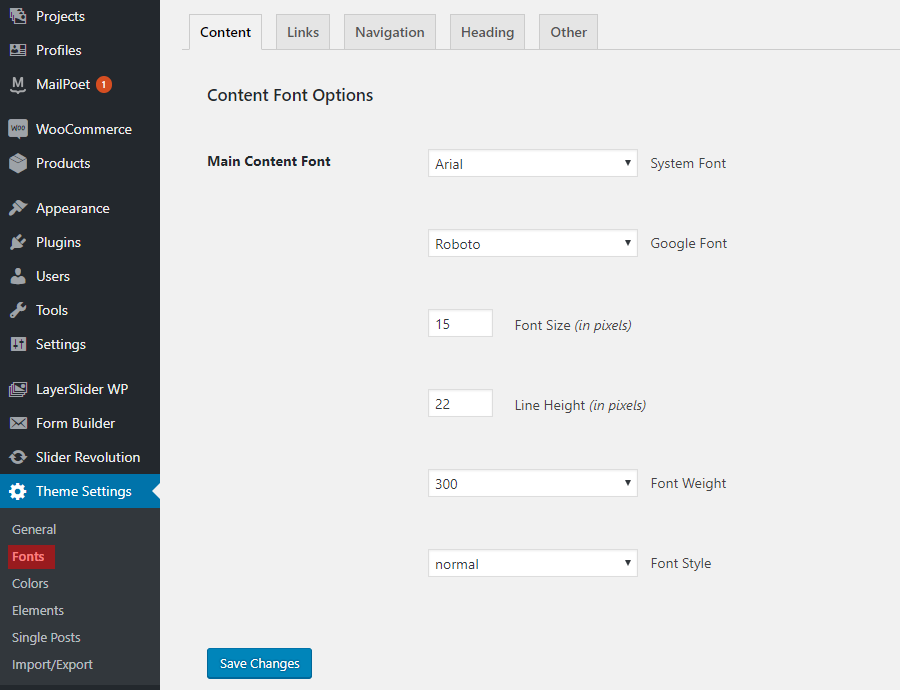 Projects
Profiles
MailPoet 1
WooCommerce
Products
Appearance
Plugins
Users
Tools
Settings
LayerSlider WP
Form Builder
Slider Revolution
Theme Settings
General
Fonts
Colors
Elements
Single Posts
Import/Export
Content Links Navigation Heading Other
Content Font Options
Main Content Font Arial System Font
Roboto Google Font
15 Font Size (in pixels)
22 Line Height (in pixels)
300 Font Weight
normal Font Style
Save Changes